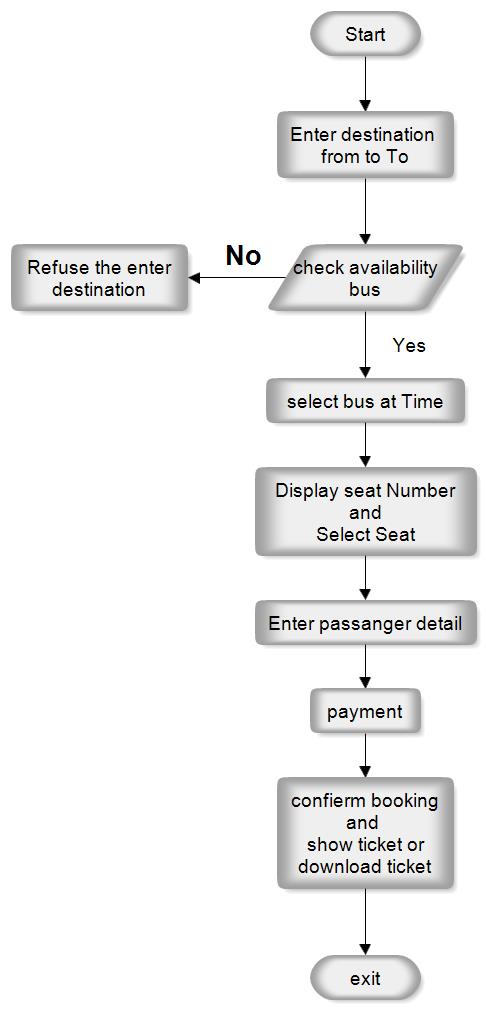 Start
Enter destination
from to To
No
Refuse the enter
destination
check availability
bus
Yes
select bus at Time
Display seat Number
and
Select Seat
Enter passanger detail
payment
confierm booking
and
show ticket or
download ticket
exit